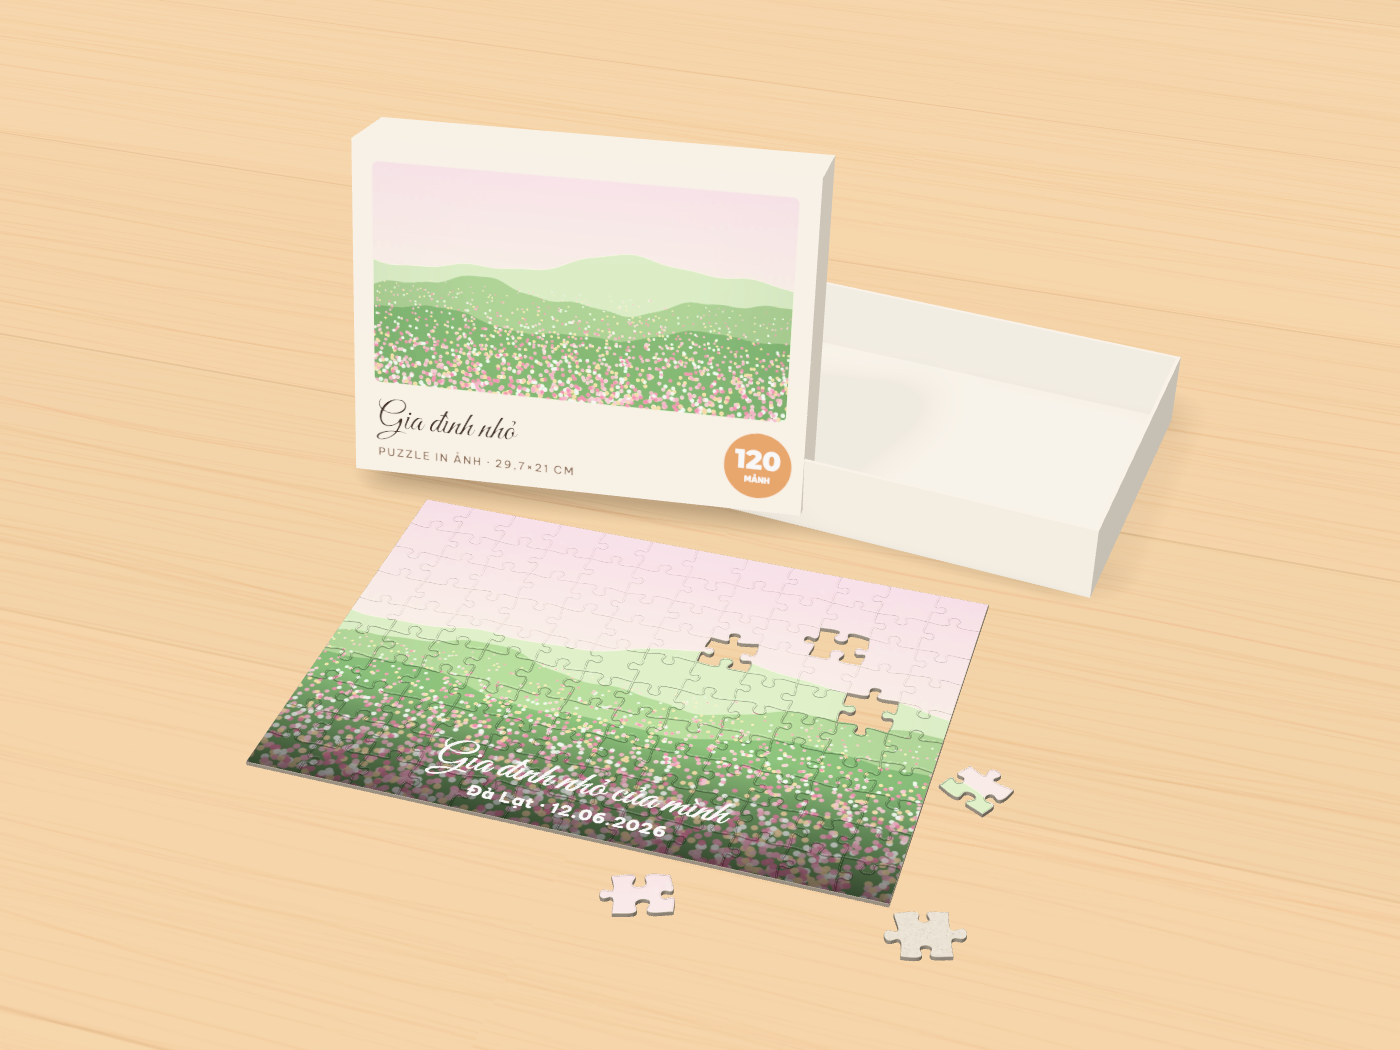 Gia đình nhỏ
PUZZLE IN ẢNH · 29,7×21 CM
120
MẢNH
Gia đình nhỏ của mình
Đà Lạt · 12.06.2026